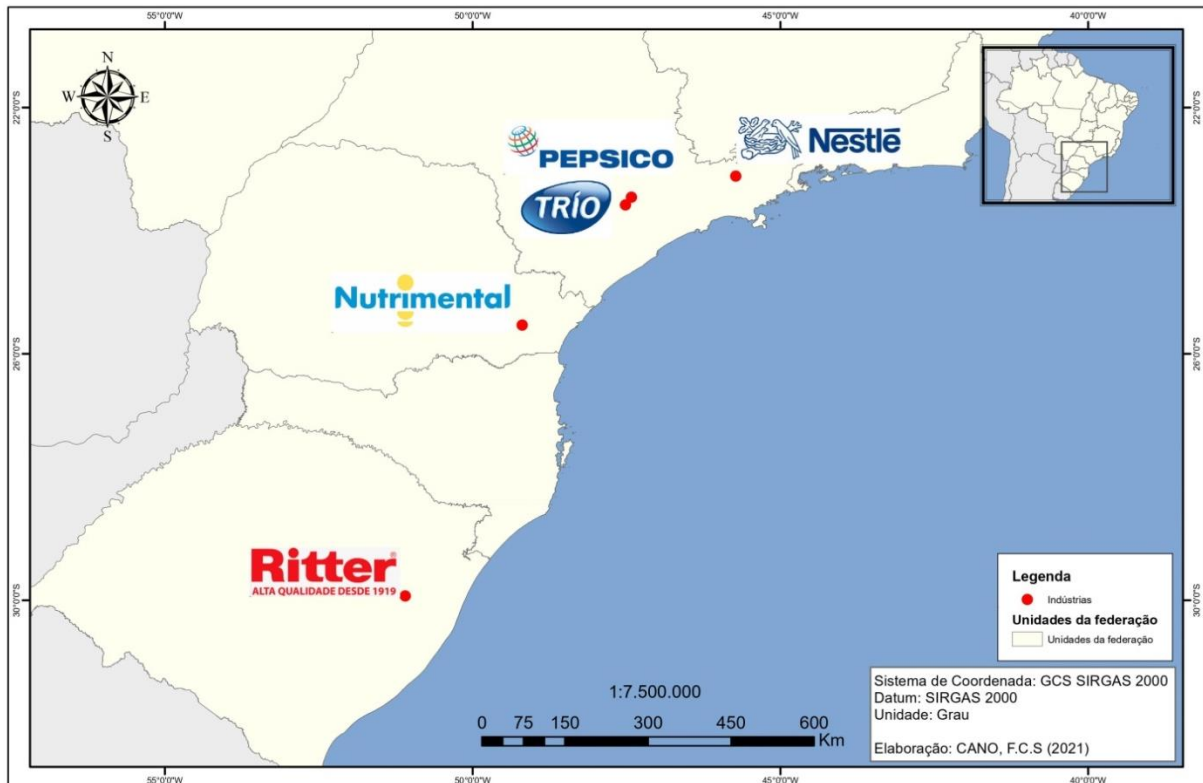 55°0'0"W 50°0'0"W 45°0'0"W 40°0'0"W
N
W E
S
22°0'0"S 22°0'0"S
PEPSICO
Nestlé
TRÍO
Nutrimental
26°0'0"S 26°0'0"S
Ritter®
ALTA QUALIDADE DESDE 1919
30°0'0"S 30°0'0"S
Legenda
Indústrias
Unidades da federação
Unidades da federação
1:7.500.000
0 75 150 300 450 600
Km
Sistema de Coordenada: GCS SIRGAS 2000
Datum: SIRGAS 2000
Unidade: Grau
Elaboração: CANO, F.C.S (2021)
55°0'0"W 50°0'0"W 45°0'0"W 40°0'0"W